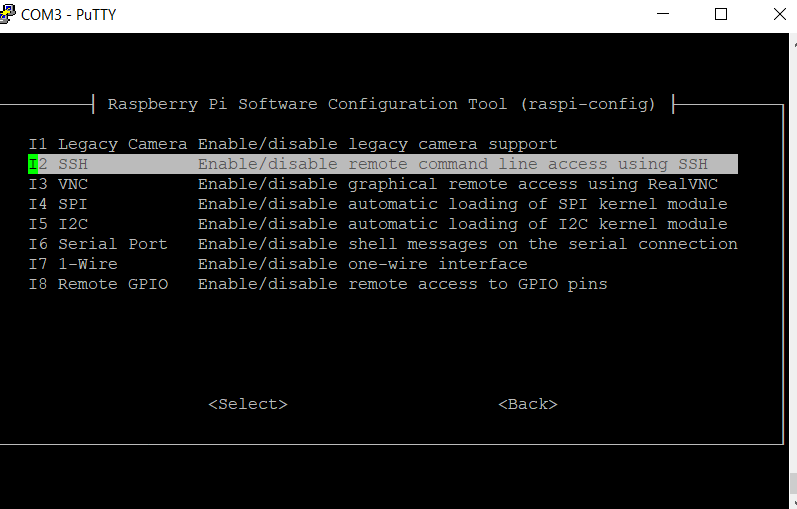 COM3 - PuTTY
Raspberry Pi Software Configuration Tool (raspi-config)
I1 Legacy Camera Enable/disable legacy camera support
I2 SSH Enable/disable remote command line access using SSH
I3 VNC Enable/disable graphical remote access using RealVNC
I4 SPI Enable/disable automatic loading of SPI kernel module
I5 I2C Enable/disable automatic loading of I2C kernel module
I6 Serial Port Enable/disable shell messages on the serial connection
I7 1-Wire Enable/disable one-wire interface
I8 Remote GPIO Enable/disable remote access to GPIO pins
<Select> <Back>